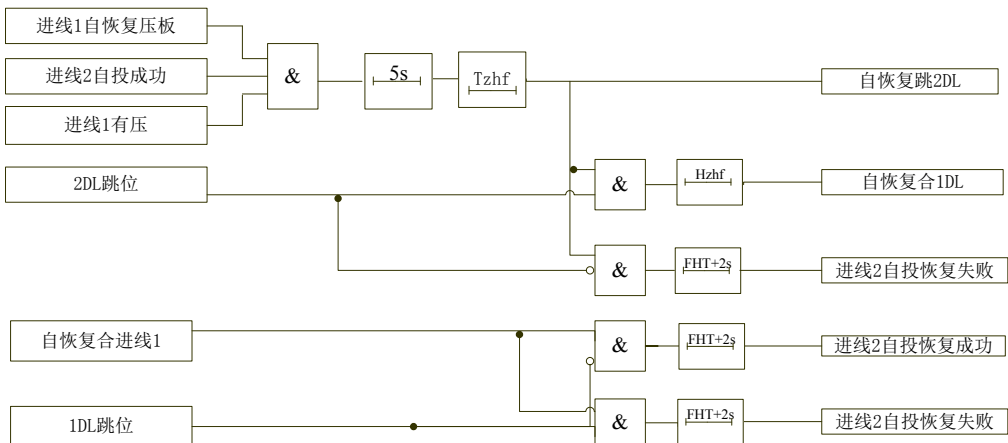 进线1自恢复压板
进线2自投成功
进线1有压
&
5s
Tzhf
自恢复跳2DL
2DL跳位
&
Hzhf
自恢复合1DL
&
FHT+2s
进线2自投恢复失败
自恢复合进线1
&
FHT+2s
进线2自投恢复成功
1DL跳位
&
FHT+2s
进线2自投恢复失败